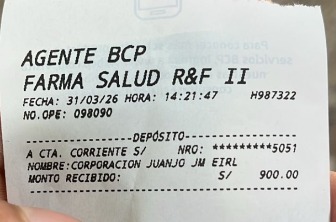 AGENTE BCP
FARMA SALUD R&F II
FECHA: 31/03/26 HORA: 14:21:47 H987322
NO.OPE: 098090
----------------DEPÓSITO----------------
A CTA. CORRIENTE S/ NRO: *********5051
NOMBRE:CORPORACION JUANJO JM EIRL
MONTO RECIBIDO: S/ 900.00